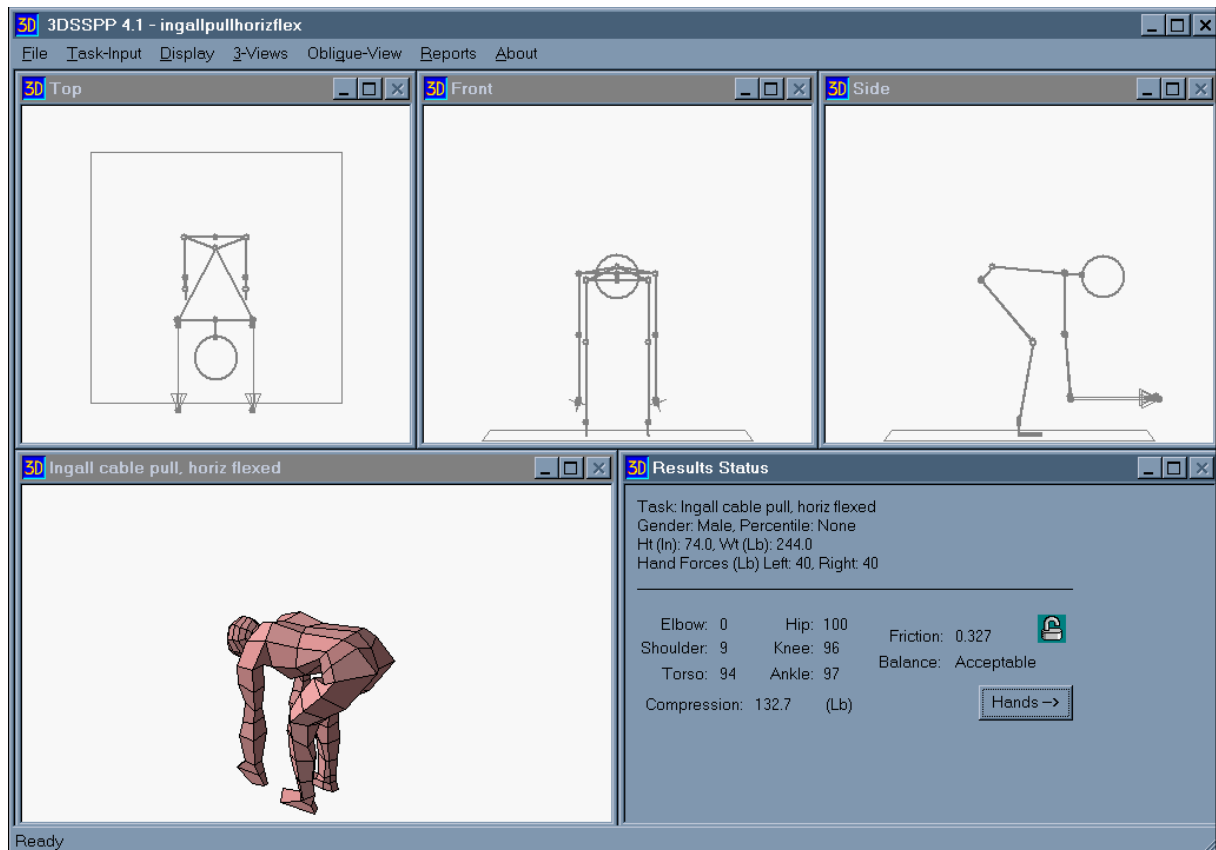 3D 3DSSPP 4.1 - ingallpullhorizflex
File Task-Input Display 3-Views Oblique-View Reports About
3D Top
3D Front
3D Side
3D Ingall cable pull, horiz flexed
3D Results Status
Task: Ingall cable pull, horiz flexed
Gender: Male, Percentile: None
Ht (In): 74.0, Wt (Lb): 244.0
Hand Forces (Lb) Left: 40, Right: 40
Elbow: 0 Hip: 100
Shoulder: 9 Knee: 96
Torso: 94 Ankle: 97
Friction: 0.327
Balance: Acceptable
Compression: 132.7 (Lb)
Hands -->
Ready